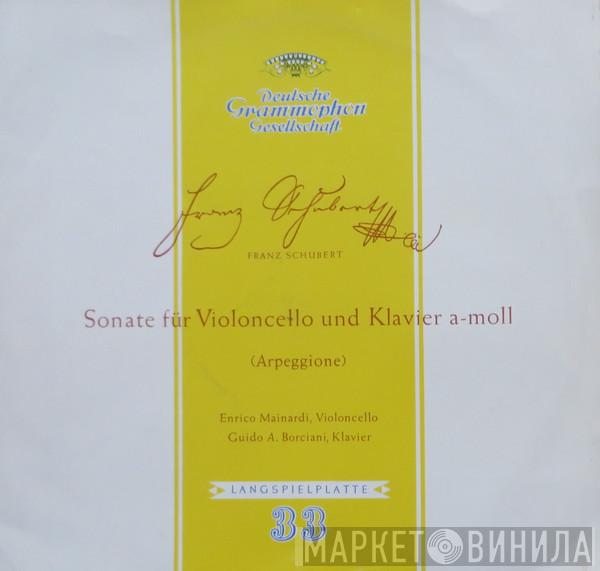 Deutsche
Grammophon
Gesellschaft
Franz Schubert
FRANZ SCHUBERT
Sonate für Violoncello und Klavier a-moll
(Arpeggione)
Enrico Mainardi, Violoncello
Guido A. Borciani, Klavier
LANGSPIELPLATTE
33
МАРКЕТ ВИНИЛА